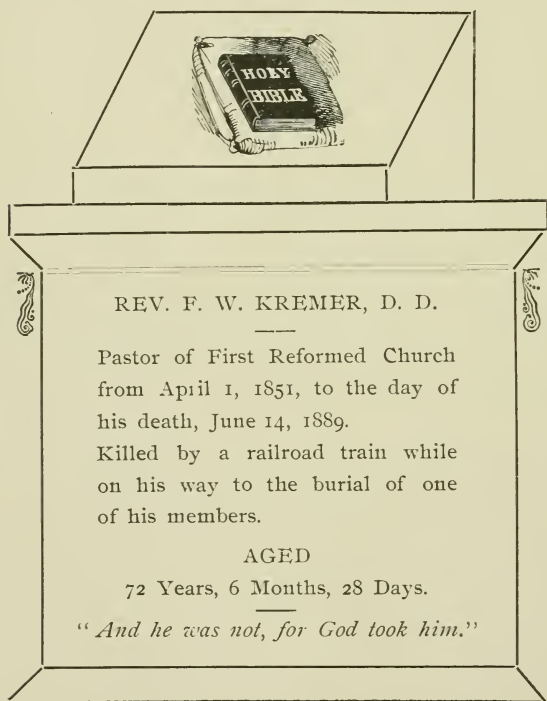 HOLY
BIBLE
REV. F. W. KREMER, D. D.
Pastor of First Reformed Church
from April 1, 1851, to the day of
his death, June 14, 1889.
Killed by a railroad train while
on his way to the burial of one
of his members.
AGED
72 Years, 6 Months, 28 Days.
"And he was not, for God took him."